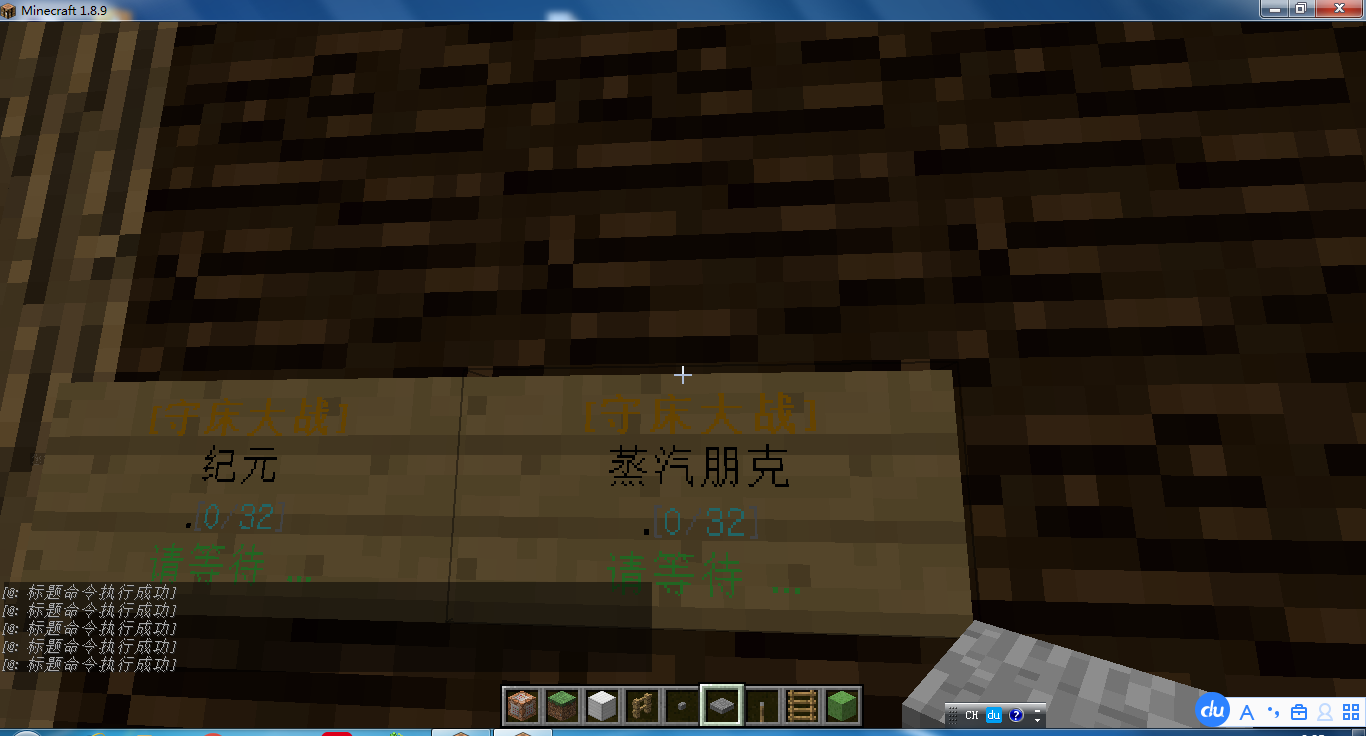 Minecraft 1.8.9
[守床大战]
纪元
.[0/32]
请等待 ...
[守床大战]
蒸汽朋克
.[0/32]
请等待 ...
[@: 标题命令执行成功]
[@: 标题命令执行成功]
[@: 标题命令执行成功]
[@: 标题命令执行成功]
[@: 标题命令执行成功]
CH du ?
du A